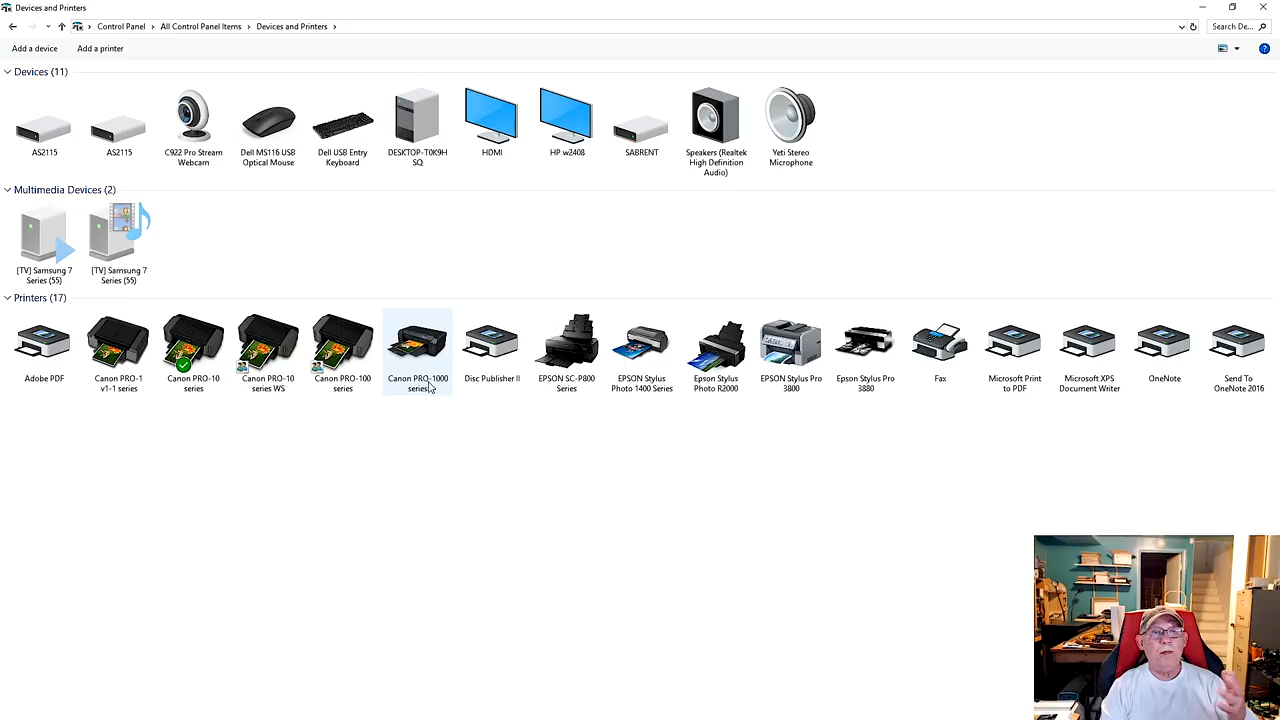 Devices and Printers
Control Panel > All Control Panel Items > Devices and Printers >
Search De...
Add a device
Add a printer
Devices (11)
AS2115
AS2115
C922 Pro Stream
Webcam
Dell MS116 USB
Optical Mouse
Dell USB Entry
Keyboard
DESKTOP-T0K9H
SQ
HDMI
HP w2408
SABRENT
Speakers (Realtek
High Definition
Audio)
Yeti Stereo
Microphone
Multimedia Devices (2)
[TV] Samsung 7
Series (55)
[TV] Samsung 7
Series (55)
Printers (17)
Adobe PDF
Canon PRO-1
v1-1 series
Canon PRO-10
series
Canon PRO-10
series WS
Canon PRO-100
series
Canon PRO-1000
series
Disc Publisher II
EPSON SC-P800
Series
EPSON Stylus
Photo 1400 Series
Epson Stylus
Photo R2000
EPSON Stylus Pro
3800
Epson Stylus Pro
3880
Fax
Microsoft Print
to PDF
Microsoft XPS
Document Writer
OneNote
Send To
OneNote 2016